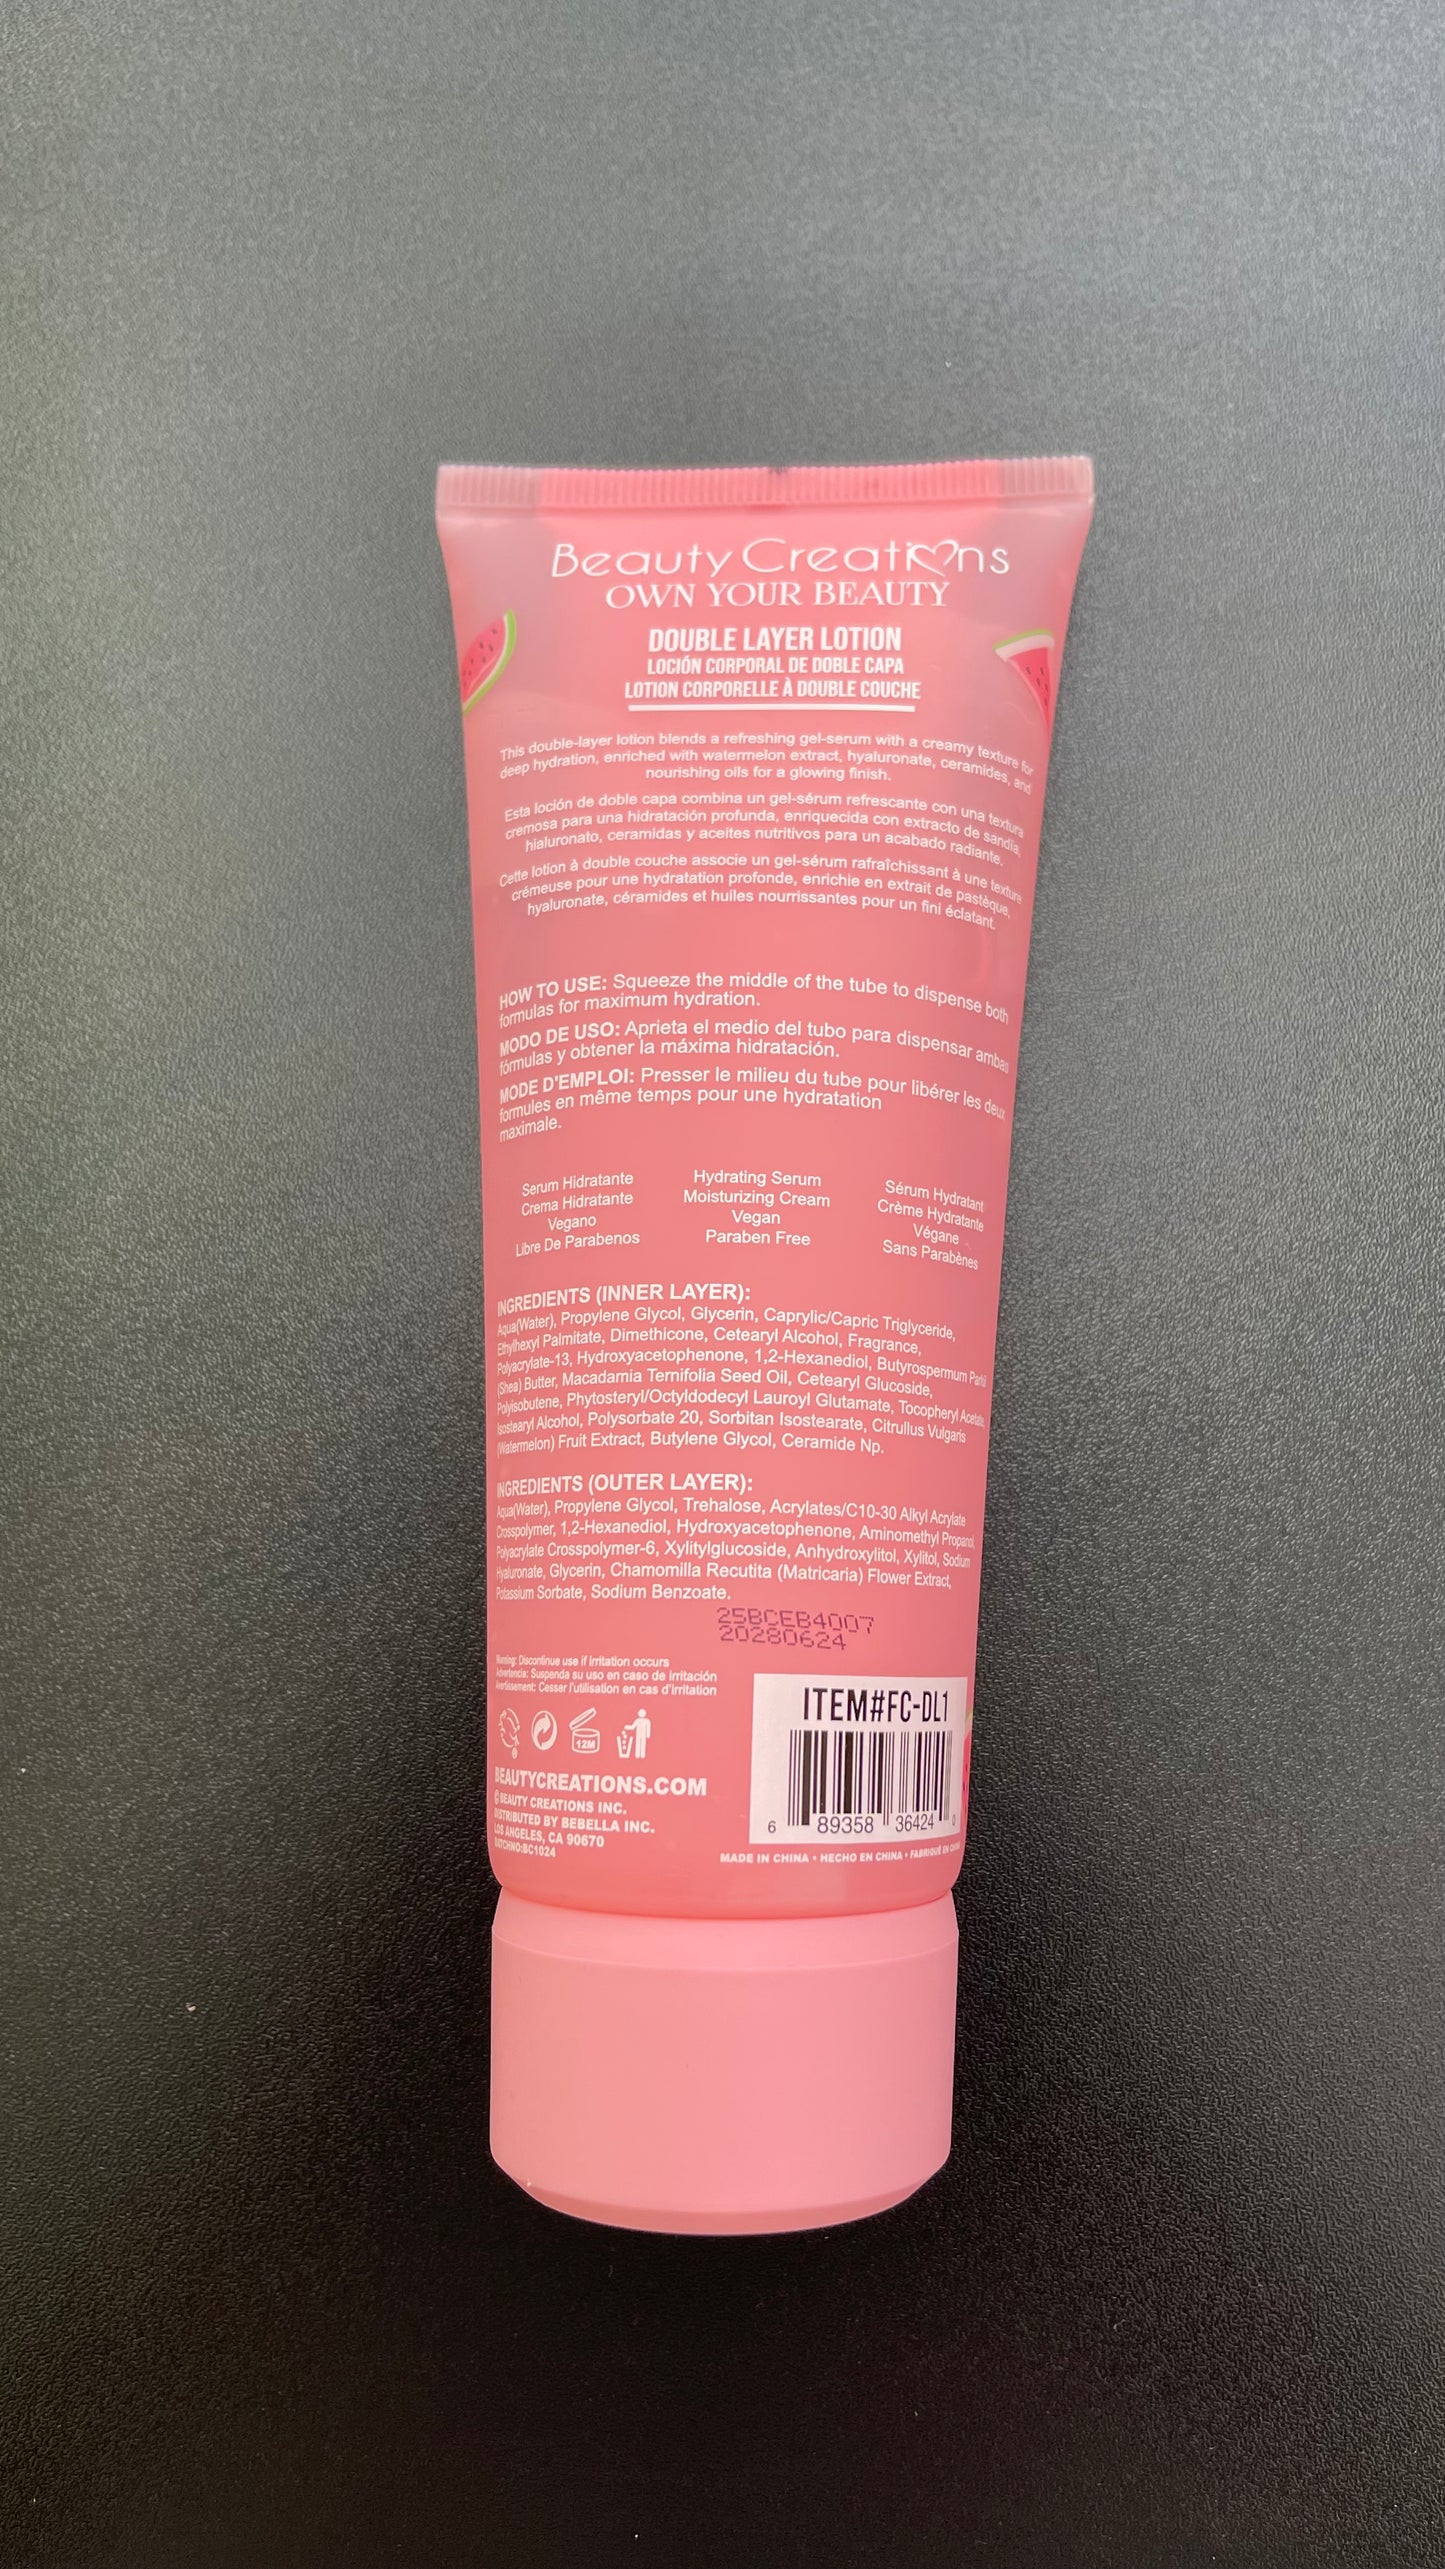 Beauty Creations
OWN YOUR BEAUTY
DOUBLE LAYER LOTION
LOCIÓN CORPORAL DE DOBLE CAPA
LOTION CORPORELLE À DOUBLE COUCHE
This double-layer lotion blends a refreshing gel-serum with a creamy texture for
deep hydration, enriched with watermelon extract, hyaluronate, ceramides, and
nourishing oils for a glowing finish.
Esta loción de doble capa combina un gel-sérum refrescante con una textura
cremosa para una hidratación profunda, enriquecida con extracto de sandía,
hialuronato, ceramidas y aceites nutritivos para un acabado radiante.
Cette lotion à double couche associe un gel-sérum rafraîchissant à une texture
crémeuse pour une hydratation profonde, enrichie en extrait de pastèque,
hyaluronate, céramides et huiles nourrissantes pour un fini éclatant.
HOW TO USE: Squeeze the middle of the tube to dispense both
formulas for maximum hydration.
MODO DE USO: Aprieta el medio del tubo para dispensar ambas
fórmulas y obtener la máxima hidratación.
MODE D'EMPLOI: Presser le milieu du tube pour libérer les deux
formules en même temps pour une hydratation
maximale.
Serum Hidratante
Crema Hidratante
Vegano
Libre De Parabenos
Hydrating Serum
Moisturizing Cream
Vegan
Paraben Free
Sérum Hydratant
Crème Hydratante
Végane
Sans Parabènes
INGREDIENTS (INNER LAYER):
Aqua(Water), Propylene Glycol, Glycerin, Caprylic/Capric Triglyceride,
Ethylhexyl Palmitate, Dimethicone, Cetearyl Alcohol, Fragrance,
Polyacrylate-13, Hydroxyacetophenone, 1,2-Hexanediol, Butyrospermum Parkii
(Shea) Butter, Macadamia Ternifolia Seed Oil, Cetearyl Glucoside,
Polyisobutene, Phytosteryl/Octyldodecyl Lauroyl Glutamate, Tocopheryl Acetate,
Isostearyl Alcohol, Polysorbate 20, Sorbitan Isostearate, Citrullus Vulgaris
(Watermelon) Fruit Extract, Butylene Glycol, Ceramide Np.
INGREDIENTS (OUTER LAYER):
Aqua(Water), Propylene Glycol, Trehalose, Acrylates/C10-30 Alkyl Acrylate
Crosspolymer, 1,2-Hexanediol, Hydroxyacetophenone, Aminomethyl Propanol,
Polyacrylate Crosspolymer-6, Xylitylglucoside, Anhydroxylitol, Xylitol, Sodium
Hyaluronate, Glycerin, Chamomilla Recutita (Matricaria) Flower Extract,
Potassium Sorbate, Sodium Benzoate.
25BCEB4007
20280624
Warning: Discontinue use if irritation occurs
Advertencia: Suspenda su uso en caso de irritación
Avertissement: Cesser l'utilisation en cas d'irritation
12M
BEAUTYCREATIONS.COM
© BEAUTY CREATIONS INC.
DISTRIBUTED BY BEBELLA INC.
LOS ANGELES, CA 90670
BATCHNO:BC1024
ITEM#FC-DL1
6 89358 36424 0
MADE IN CHINA • HECHO EN CHINA • FABRIQUÉ EN CHINE